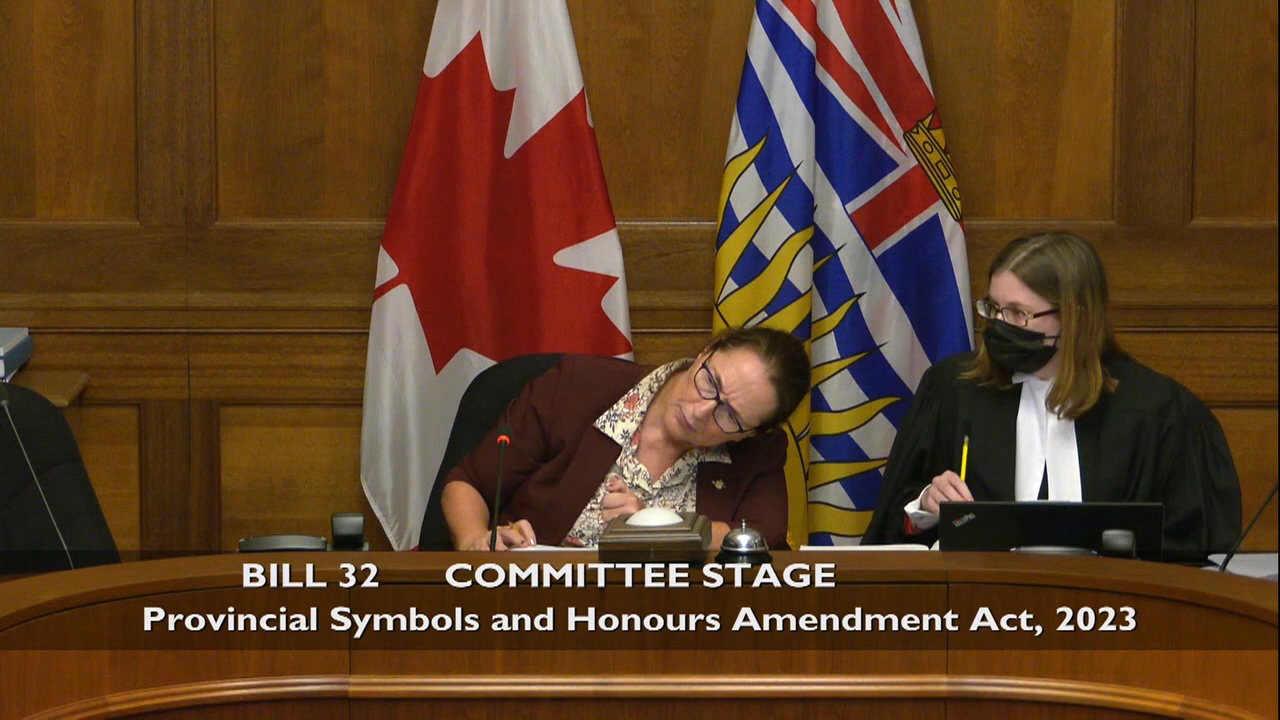 BILL 32 COMMITTEE STAGE
Provincial Symbols and Honours Amendment Act, 2023